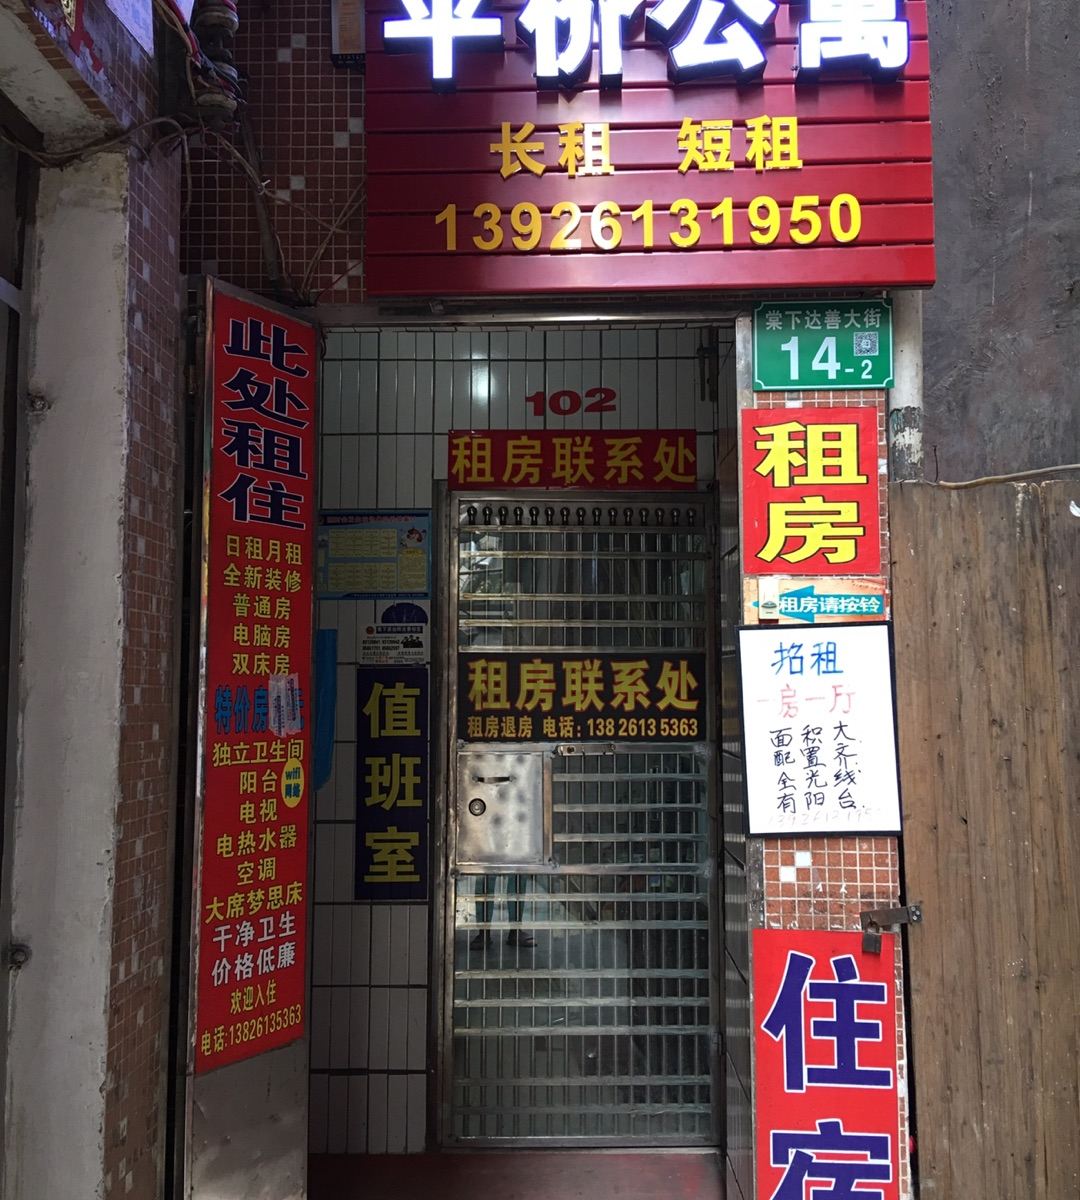 平价公寓
长租 短租
13926131950
棠下达善大街
14-2
此处租住
日租月租
全新装修
普通房
电脑房
双床房
特价房
独立卫生间
阳台
wifi
电视
电热水器
空调
大席梦思床
干净卫生
价格低廉
欢迎入住
电话:13826135363
102
租房联系处
租房联系处
租房退房 电话:13826135363
值班室
租房
租房请按铃
招租
一房一厅
面积大
配置齐
全光线
有阳台
住宿